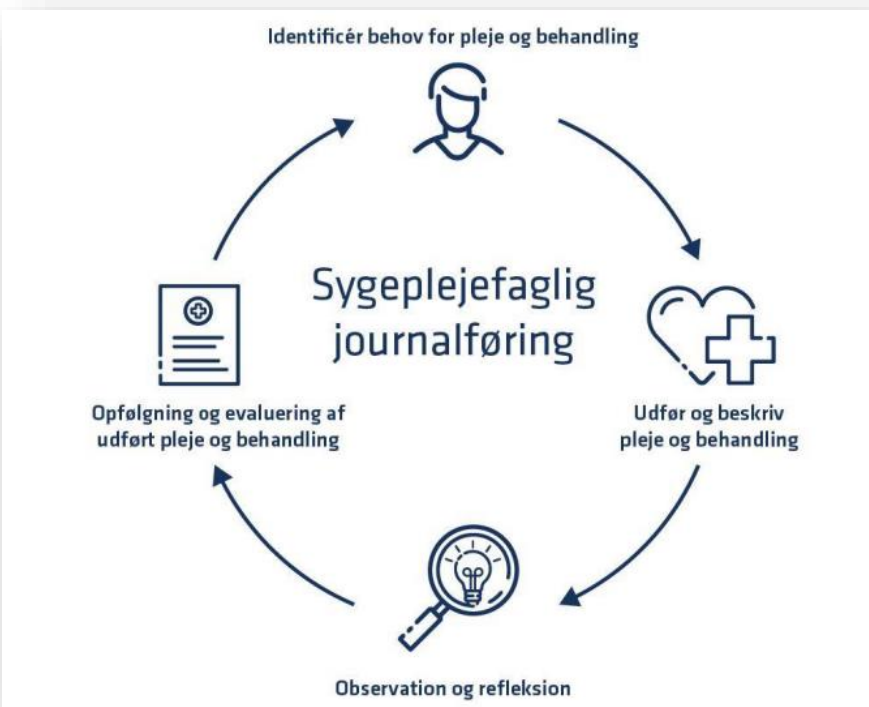 Identificér behov for pleje og behandling
Sygeplejefaglig
journalføring
Opfølgning og evaluering af
udført pleje og behandling
Udfør og beskriv
pleje og behandling
Observation og refleksion